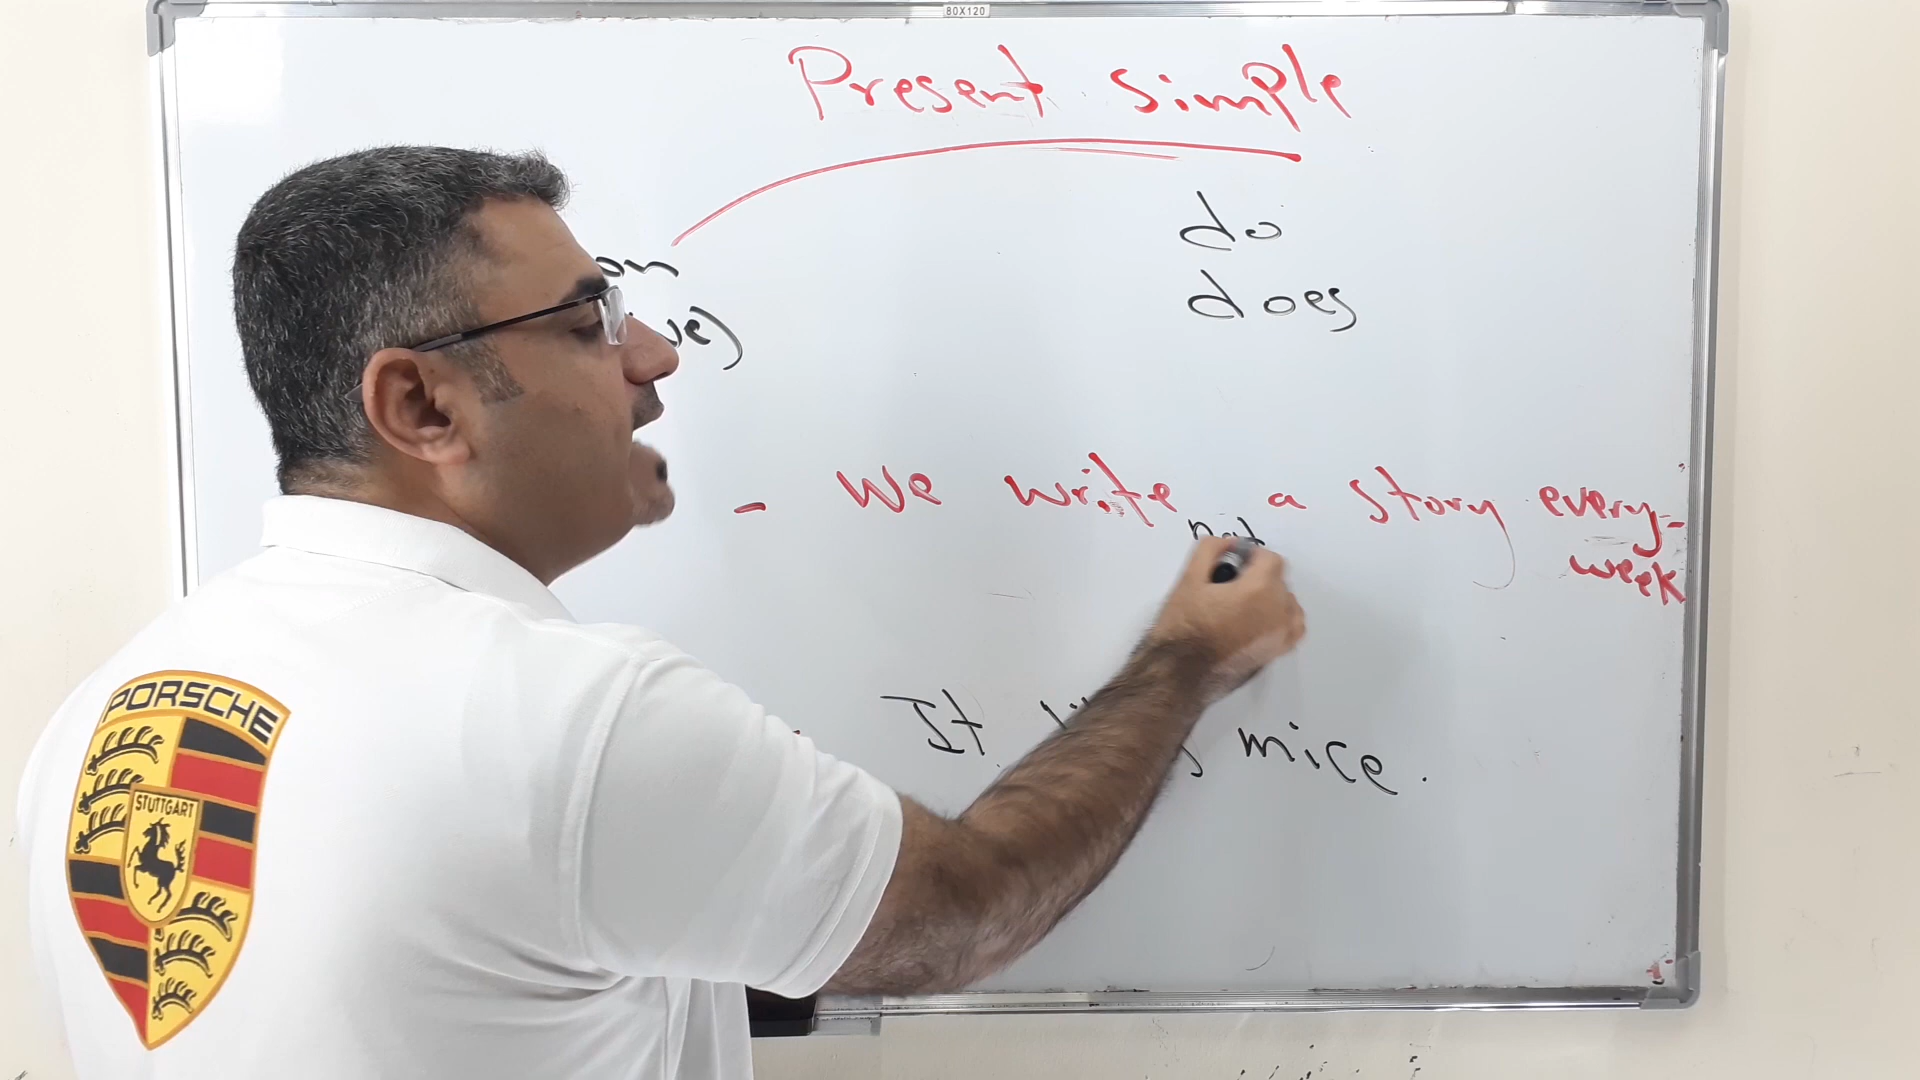 80X120
Present simple
do
does
- We write a story every-
week
not
It mice.
PORSCHE
STUTTGART